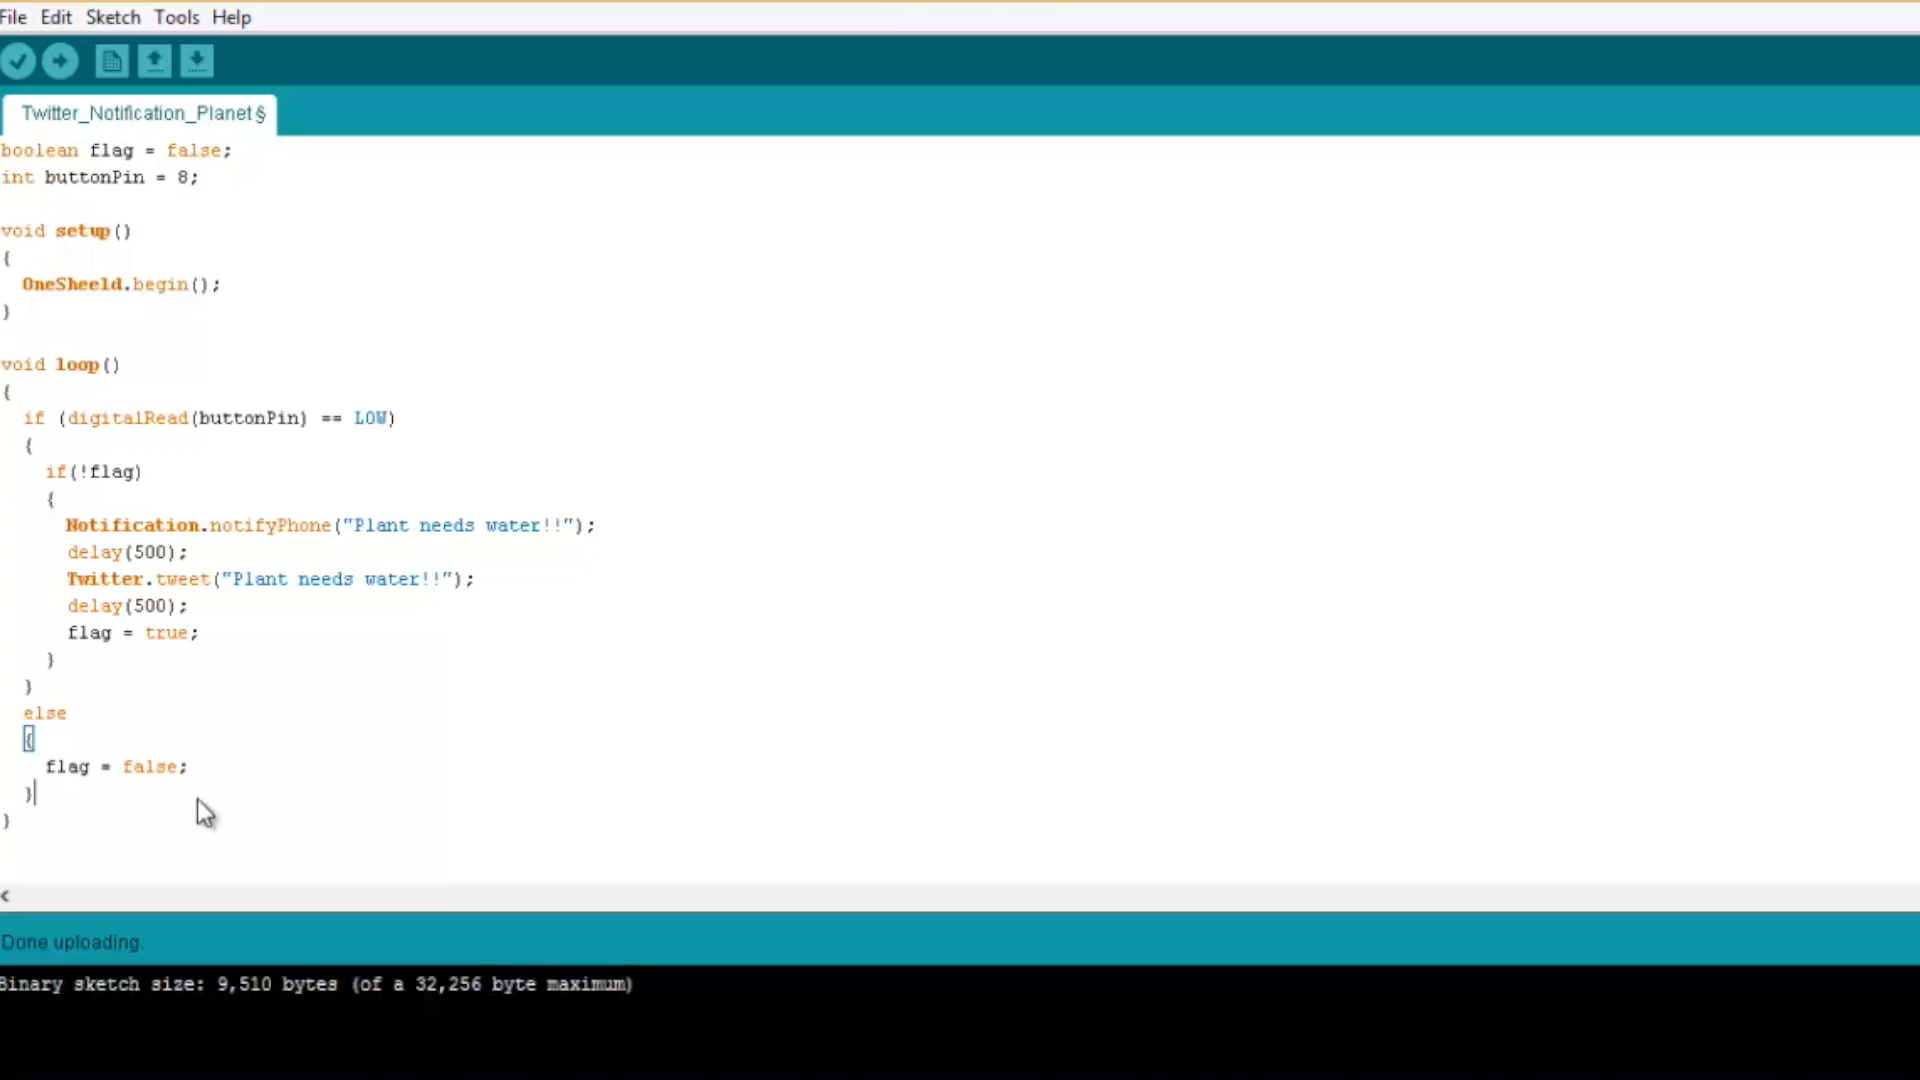 File Edit Sketch Tools Help
Twitter_Notification_Planet §
boolean flag = false;
int buttonPin = 8;
void setup()
{
OneSheeld.begin();
}
void loop()
{
if (digitalRead(buttonPin) == LOW)
{
if(!flag)
{
Notification.notifyPhone("Plant needs water!!");
delay(500);
Twitter.tweet("Plant needs water!!");
delay(500);
flag = true;
}
}
else
{
flag = false;
}
}
Done uploading.
Binary sketch size: 9,510 bytes (of a 32,256 byte maximum)